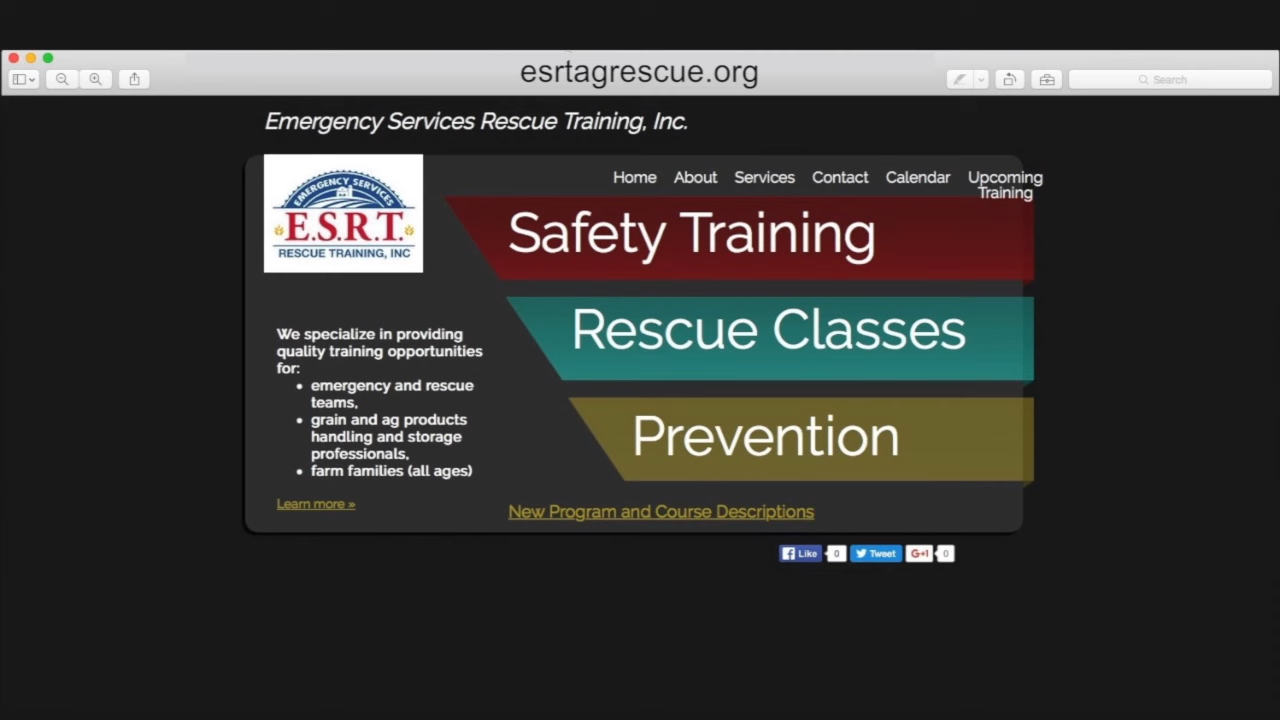 esrtagrescue.org
Search
Emergency Services Rescue Training, Inc.
EMERGENCY SERVICES
E.S.R.T.
RESCUE TRAINING, INC
Home About Services Contact Calendar Upcoming
Training
Safety Training
Rescue Classes
Prevention
We specialize in providing
quality training opportunities
for:
• emergency and rescue
teams,
• grain and ag products
handling and storage
professionals,
• farm families (all ages)
Learn more »
New Program and Course Descriptions
Like 0 Tweet G+1 0